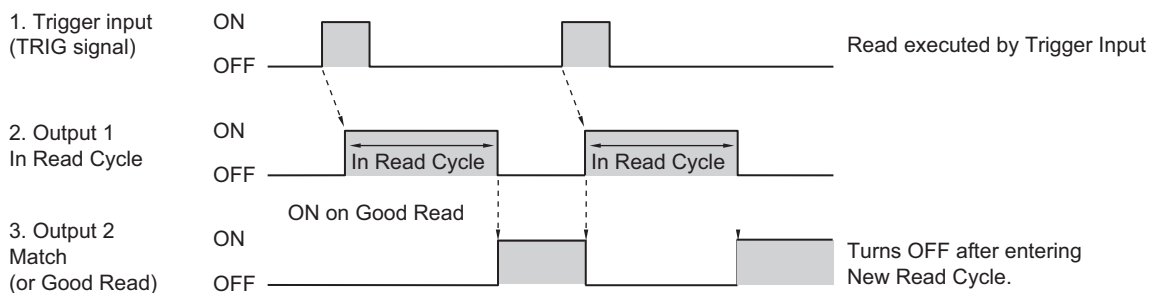 1. Trigger input
(TRIG signal)
ON
OFF
Read executed by Trigger Input
2. Output 1
In Read Cycle
ON
OFF
In Read Cycle
In Read Cycle
ON on Good Read
3. Output 2
Match
(or Good Read)
ON
OFF
Turns OFF after entering
New Read Cycle.